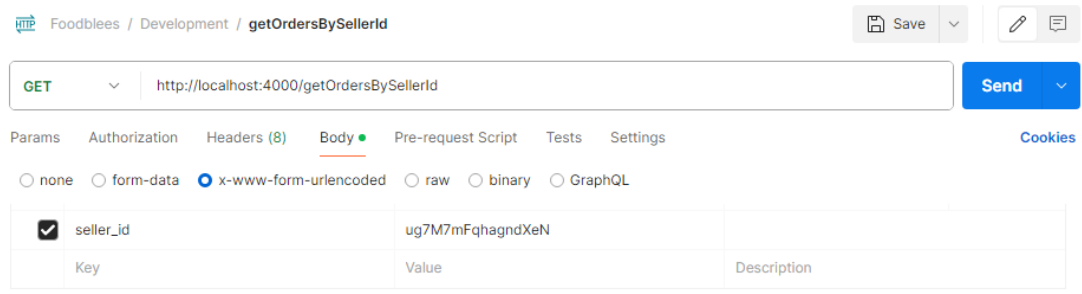 HTTP Foodblees / Development / getOrdersBySellerId Save
GET http://localhost:4000/getOrdersBySellerId Send
Params Authorization Headers (8) Body Pre-request Script Tests Settings Cookies
none form-data x-www-form-urlencoded raw binary GraphQL
seller_id ug7M7mFqhagndXeN
Key Value Description